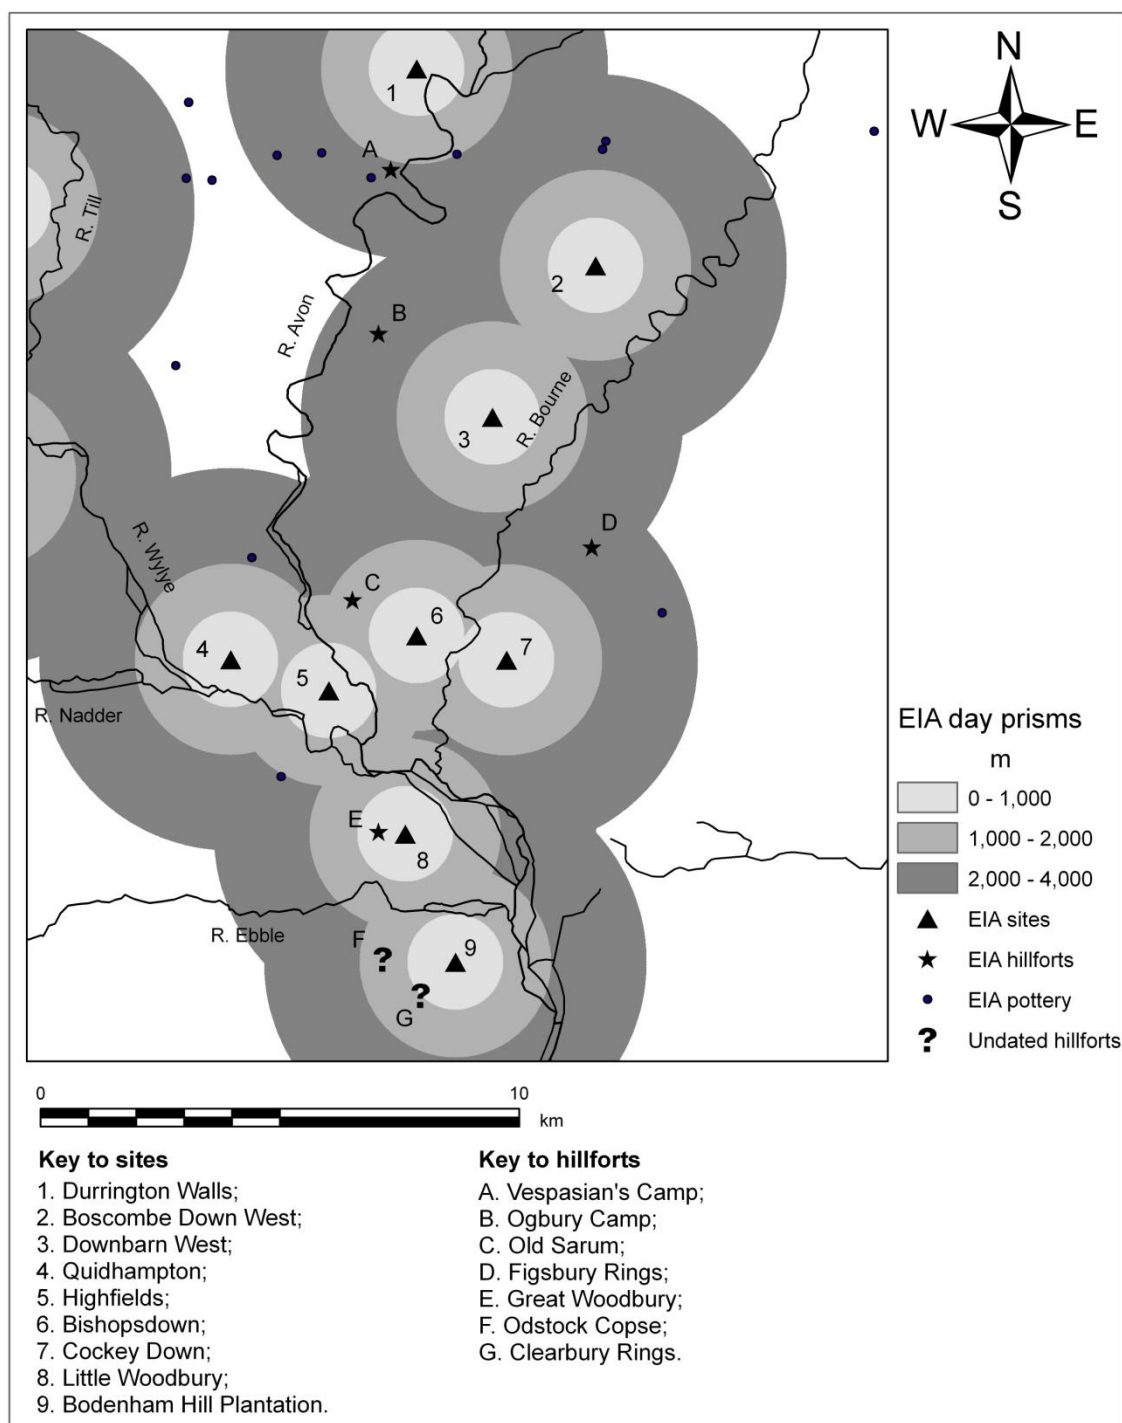 N
W E
S
1
A
R. Till
2
B
R. Avon
3
R. Bourne
D
R. Wylye
C
6
4
7
5
R. Nadder
E
8
R. Ebble
F
?
9
?
G
EIA day prisms
m
0 - 1,000
1,000 - 2,000
2,000 - 4,000
EIA sites
EIA hillforts
EIA pottery
? Undated hillforts
0 10
km
Key to sites
1. Durrington Walls;
2. Boscombe Down West;
3. Downbarn West;
4. Quidhampton;
5. Highfields;
6. Bishopsdown;
7. Cockey Down;
8. Little Woodbury;
9. Bodenham Hill Plantation.
Key to hillforts
A. Vespasian's Camp;
B. Ogbury Camp;
C. Old Sarum;
D. Figsbury Rings;
E. Great Woodbury;
F. Odstock Copse;
G. Clearbury Rings.